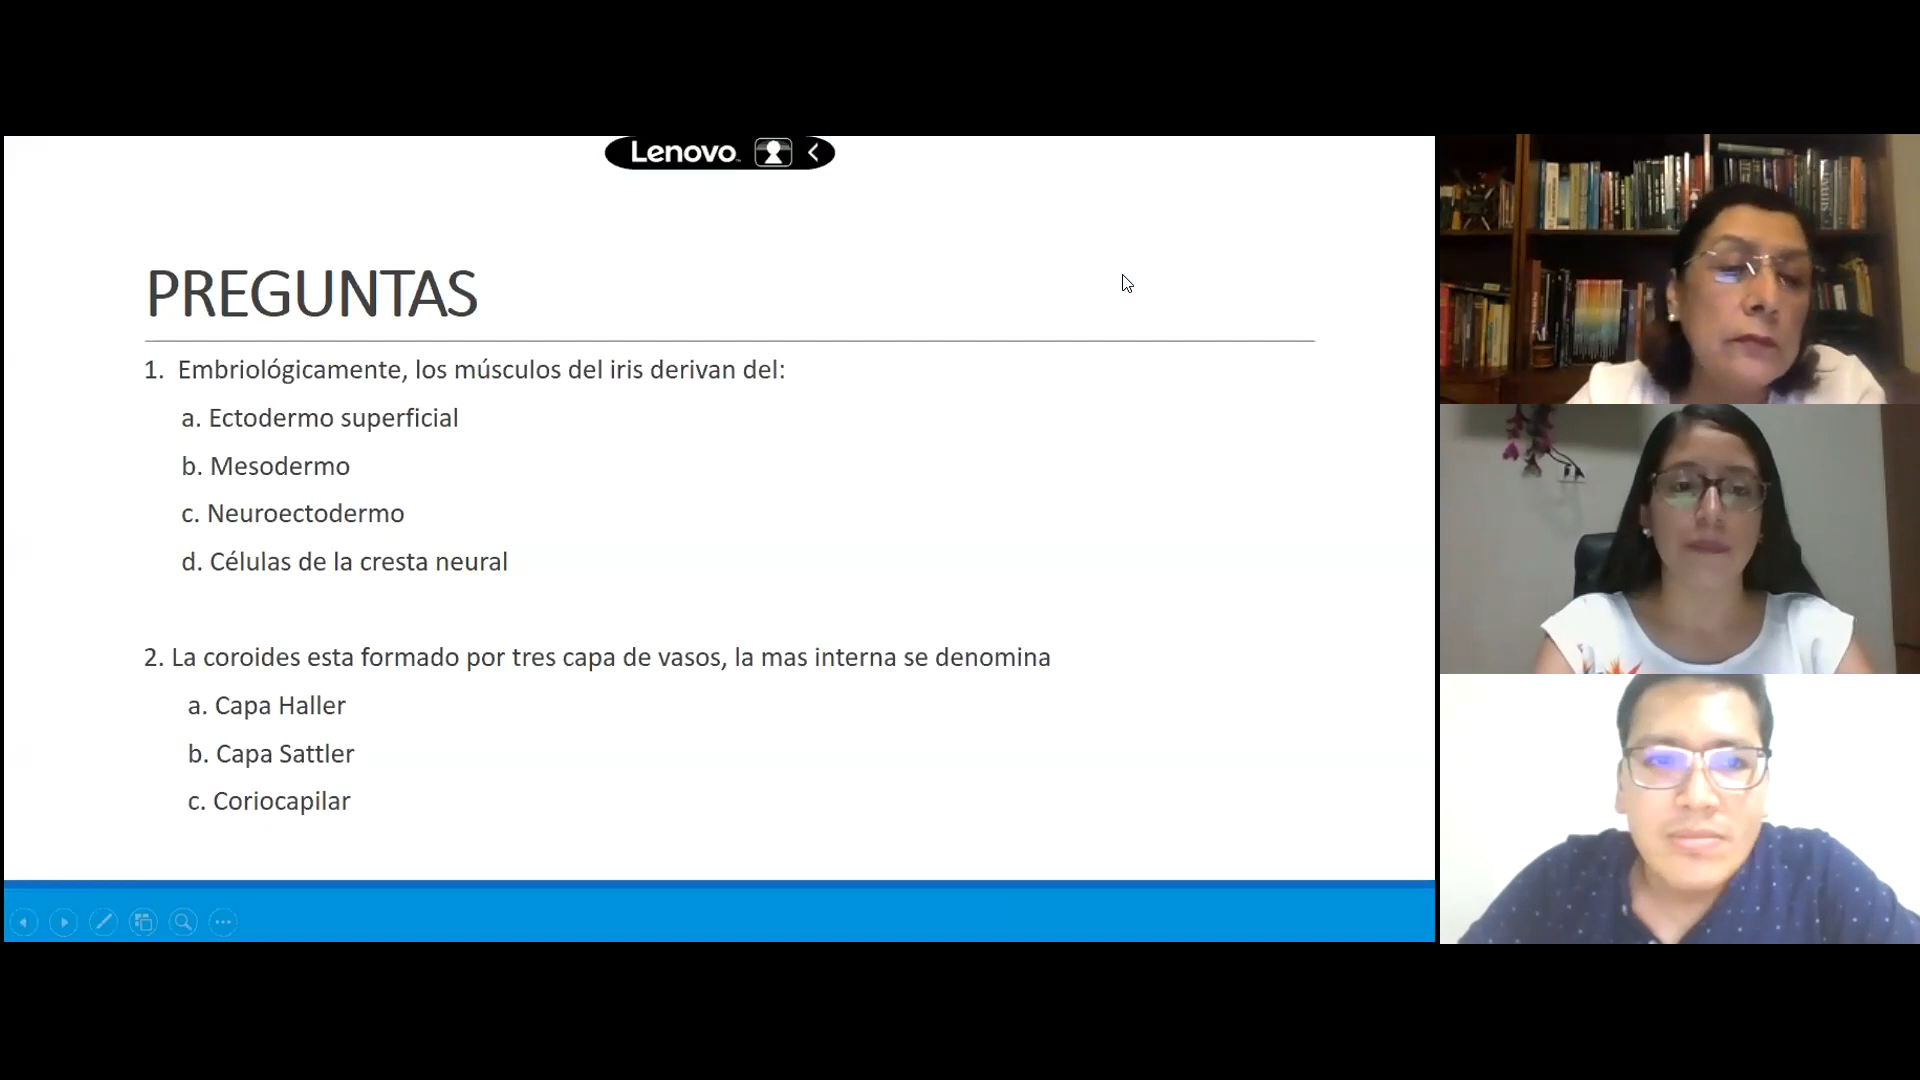 Lenovo
PREGUNTAS
1. Embriológicamente, los músculos del iris derivan del:
a. Ectodermo superficial
b. Mesodermo
c. Neuroectodermo
d. Células de la cresta neural
2. La coroides esta formado por tres capa de vasos, la mas interna se denomina
a. Capa Haller
b. Capa Sattler
c. Coriocapilar